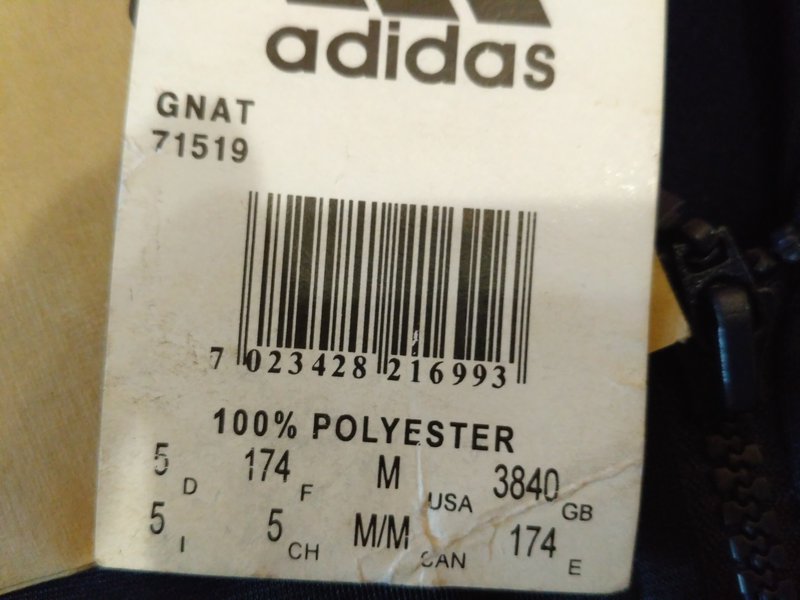 adidas
GNAT
71519
7 023428 216993
100% POLYESTER
5 D 174 F M USA 3840 GB
5 I 5 CH M/M CAN 174 E